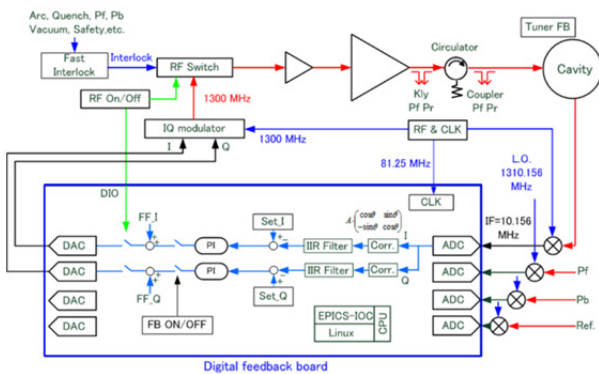 Arc, Quench, Pf, Pb
Vacuum, Safety,etc.
Tuner FB
Interlock
Circulator
Fast
Interlock
RF Switch
Cavity
RF On/Off
1300 MHz
Kly
Pf Pr
Coupler
Pf Pr
IQ modulator
RF & CLK
I
Q
1300 MHz
81.25 MHz
L.O.
1310.156
MHz
DIO
CLK
FF_I
Set_I
A·(cosθ sinθ
−sinθ cosθ)
IF=10.156
MHz
DAC
PI
IIR Filter
Corr.
I
ADC
DAC
PI
IIR Filter
Corr.
Q
ADC
Pf
FF_Q
Set_Q
DAC
FB ON/OFF
EPICS-IOC
Linux
CPU
ADC
Pb
DAC
ADC
Ref.
Digital feedback board